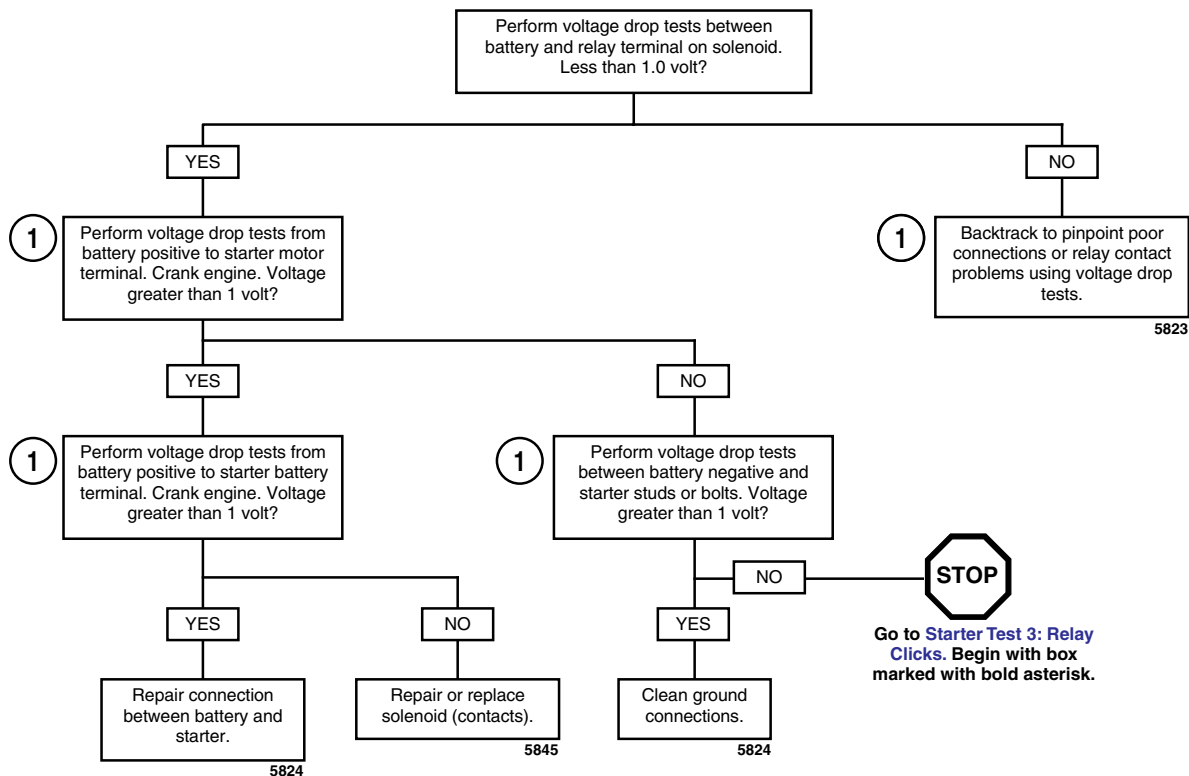 Perform voltage drop tests between
battery and relay terminal on solenoid.
Less than 1.0 volt?
YES
NO
1
Perform voltage drop tests from
battery positive to starter motor
terminal. Crank engine. Voltage
greater than 1 volt?
1
Backtrack to pinpoint poor
connections or relay contact
problems using voltage drop
tests.
5823
YES
NO
1
Perform voltage drop tests from
battery positive to starter battery
terminal. Crank engine. Voltage
greater than 1 volt?
1
Perform voltage drop tests
between battery negative and
starter studs or bolts. Voltage
greater than 1 volt?
NO
STOP
Go to Starter Test 3: Relay
Clicks. Begin with box
marked with bold asterisk.
YES
NO
YES
Repair connection
between battery and
starter.
5824
Repair or replace
solenoid (contacts).
5845
Clean ground
connections.
5824